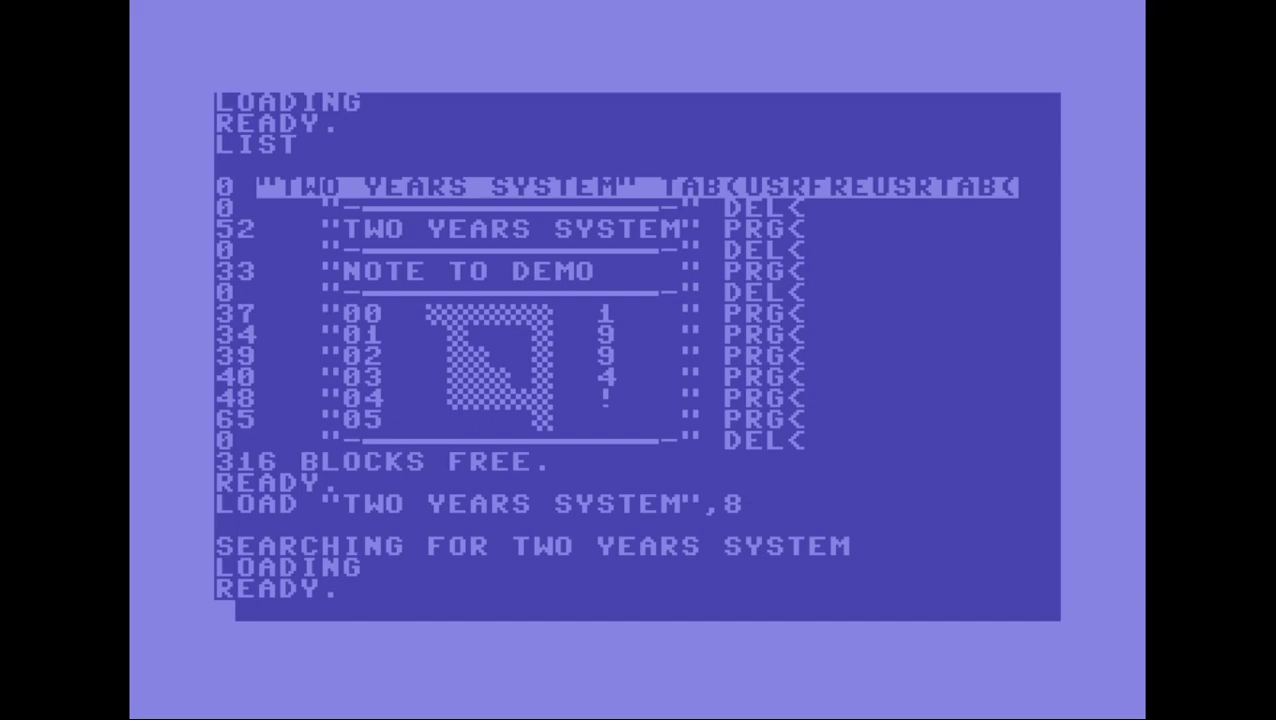 LOADING
READY.
LIST
0 "TWO YEARS SYSTEM" TAB(USRFREUSRTAB(
0 "-──────────────-" DEL<
52 "TWO YEARS SYSTEM" PRG<
0 "-──────────────-" DEL<
33 "NOTE TO DEMO    " PRG<
0 "-──────────────-" DEL<
37 "00 1 " PRG<
34 "01 9 " PRG<
39 "02 9 " PRG<
40 "03 4 " PRG<
48 "04 ! " PRG<
65 "05 " PRG<
0 "-──────────────-" DEL<
316 BLOCKS FREE.
READY.
LOAD "TWO YEARS SYSTEM",8
SEARCHING FOR TWO YEARS SYSTEM
LOADING
READY.